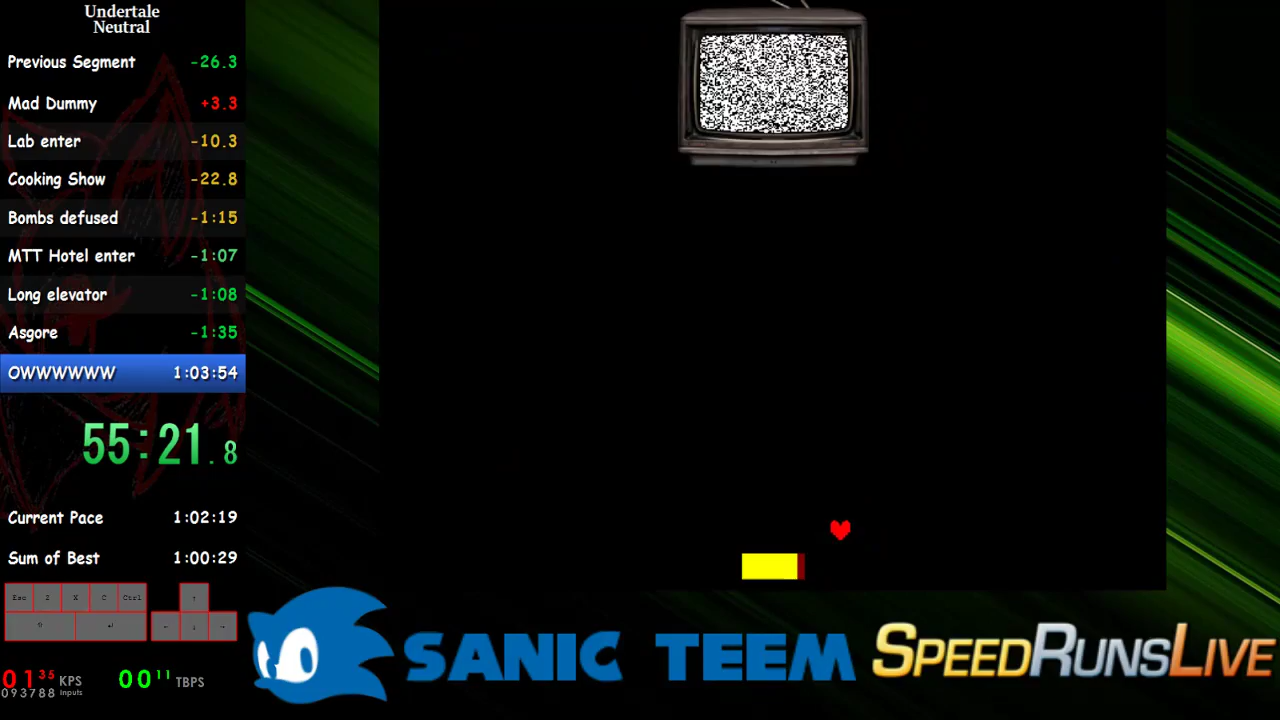 Undertale
Neutral
Previous Segment -26.3
Mad Dummy +3.3
Lab enter -10.3
Cooking Show -22.8
Bombs defused -1:15
MTT Hotel enter -1:07
Long elevator -1:08
Asgore -1:35
OWWWWWW 1:03:54
55:21.8
Current Pace 1:02:19
Sum of Best 1:00:29
Esc Z X C Ctrl ↑
← ↓ →
01 35 KPS 00 11 TBPS
093788 Inputs
SANIC TEEM SPEEDRUNSLIVE